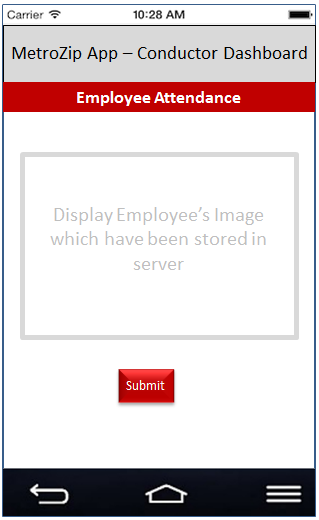 Carrier 10:28 AM
MetroZip App – Conductor Dashboard
Employee Attendance
Display Employee's Image
which have been stored in
server
Submit